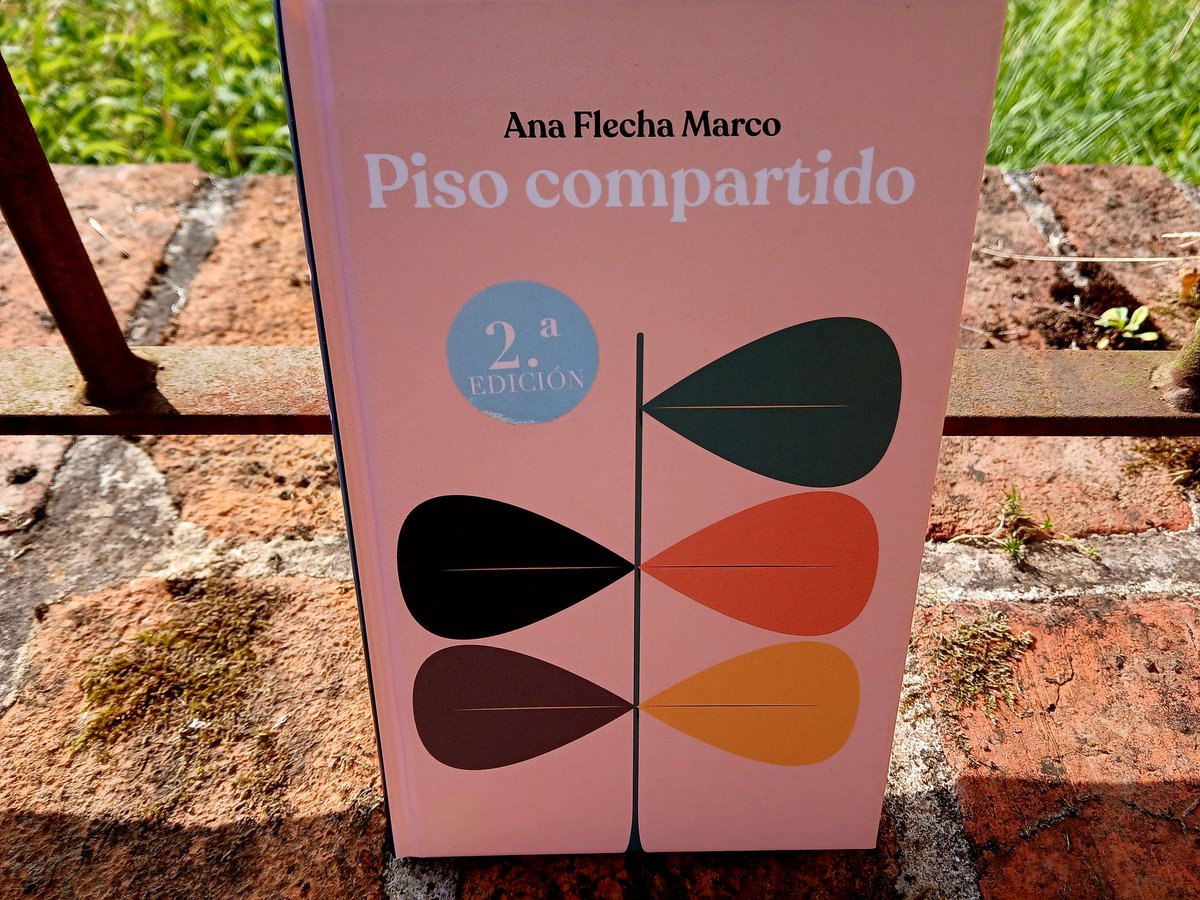 Ana Flecha Marco
Piso compartido
2.ª
EDICIÓN